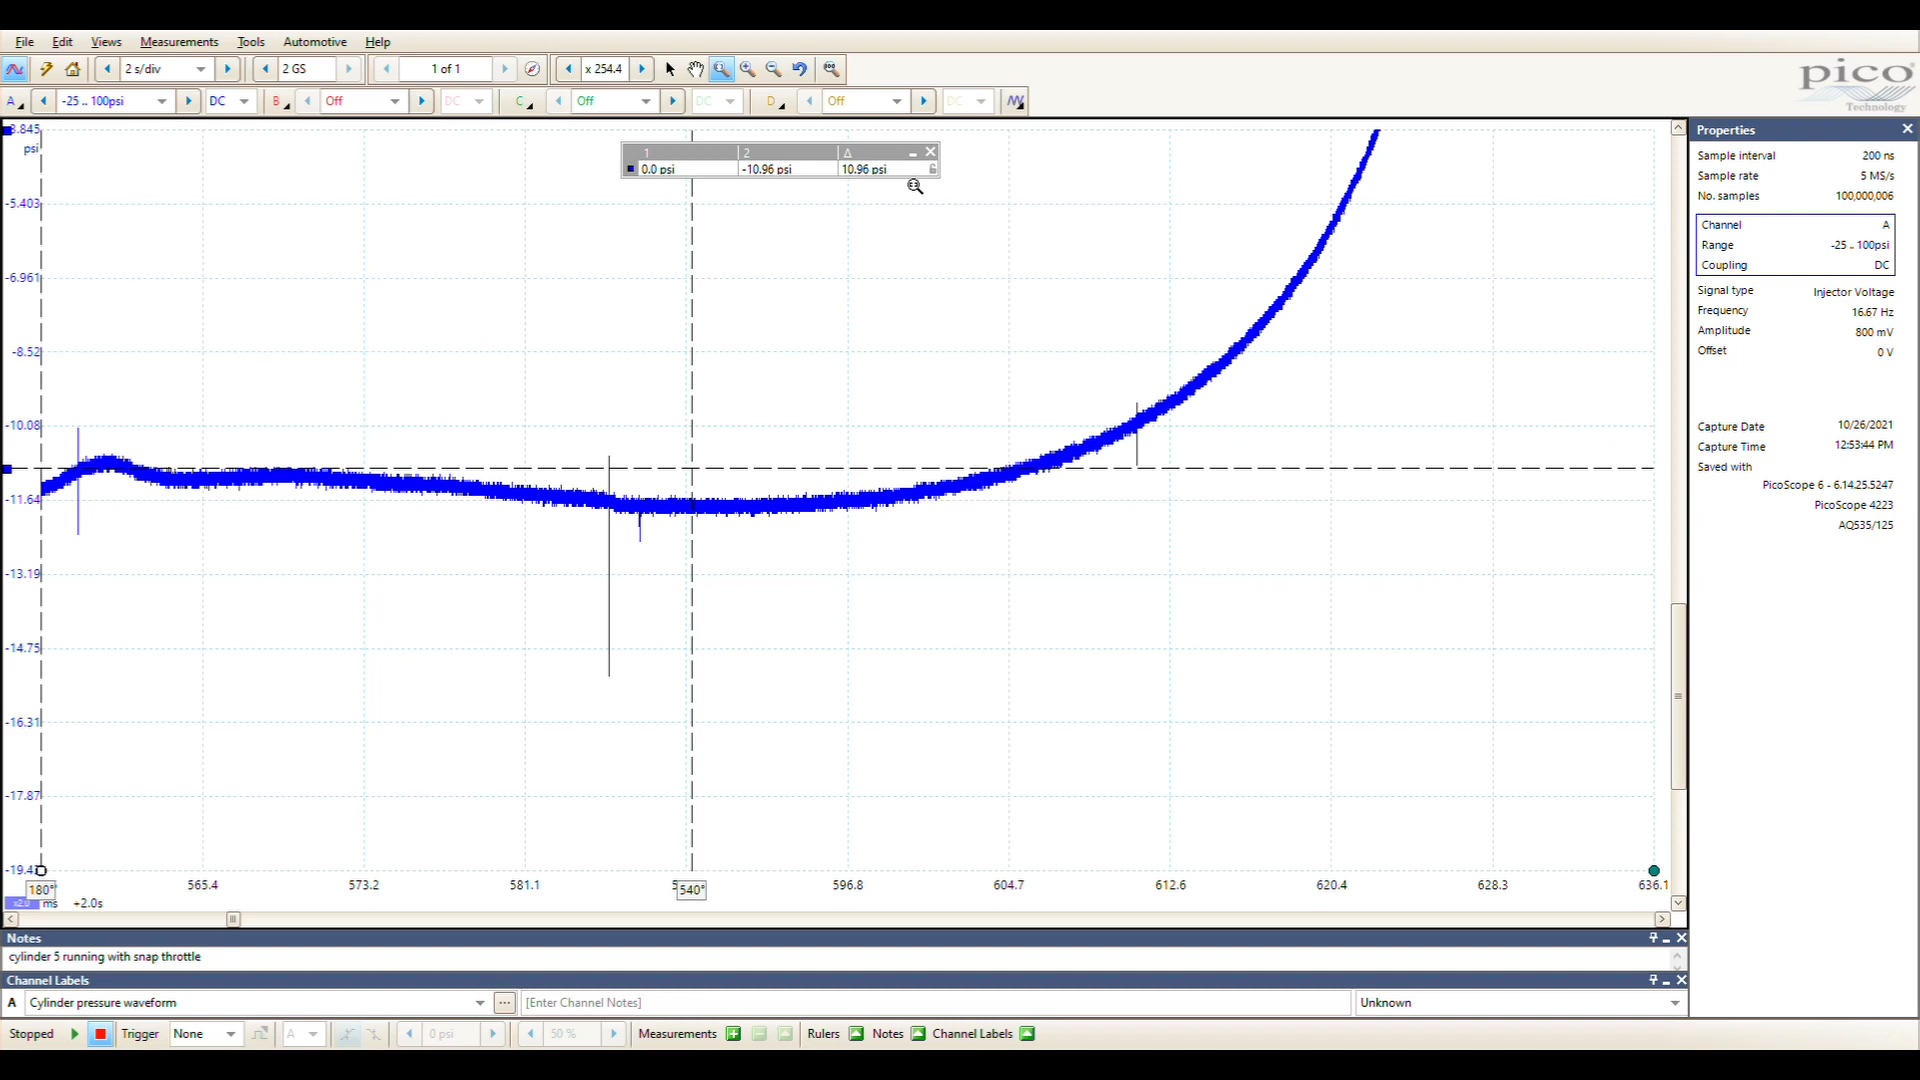 File Edit Views Measurements Tools Automotive Help
2 s/div 2 GS 1 of 1 x 254.4
pico
Technology
A -25 .. 100psi DC B Off DC C Off DC D Off DC
3.845
psi
-5.403
-6.961
-8.52
-10.08
-11.64
-13.19
-14.75
-16.31
-17.87
1 2 Δ
0.0 psi -10.96 psi 10.96 psi
180° 565.4 573.2 581.1 540° 596.8 604.7 612.6 620.4 628.3 636.1
x2.0 ms +2.0s
Properties
Sample interval 200 ns
Sample rate 5 MS/s
No. samples 100,000,006
Channel A
Range -25 .. 100psi
Coupling DC
Signal type Injector Voltage
Frequency 16.67 Hz
Amplitude 800 mV
Offset 0 V
Capture Date 10/26/2021
Capture Time 12:53:44 PM
Saved with
PicoScope 6 - 6.14.25.5247
PicoScope 4223
AQ535/125
Notes
cylinder 5 running with snap throttle
Channel Labels
A Cylinder pressure waveform ... [Enter Channel Notes] Unknown
Stopped Trigger None A 0 psi 50 % Measurements Rulers Notes Channel Labels